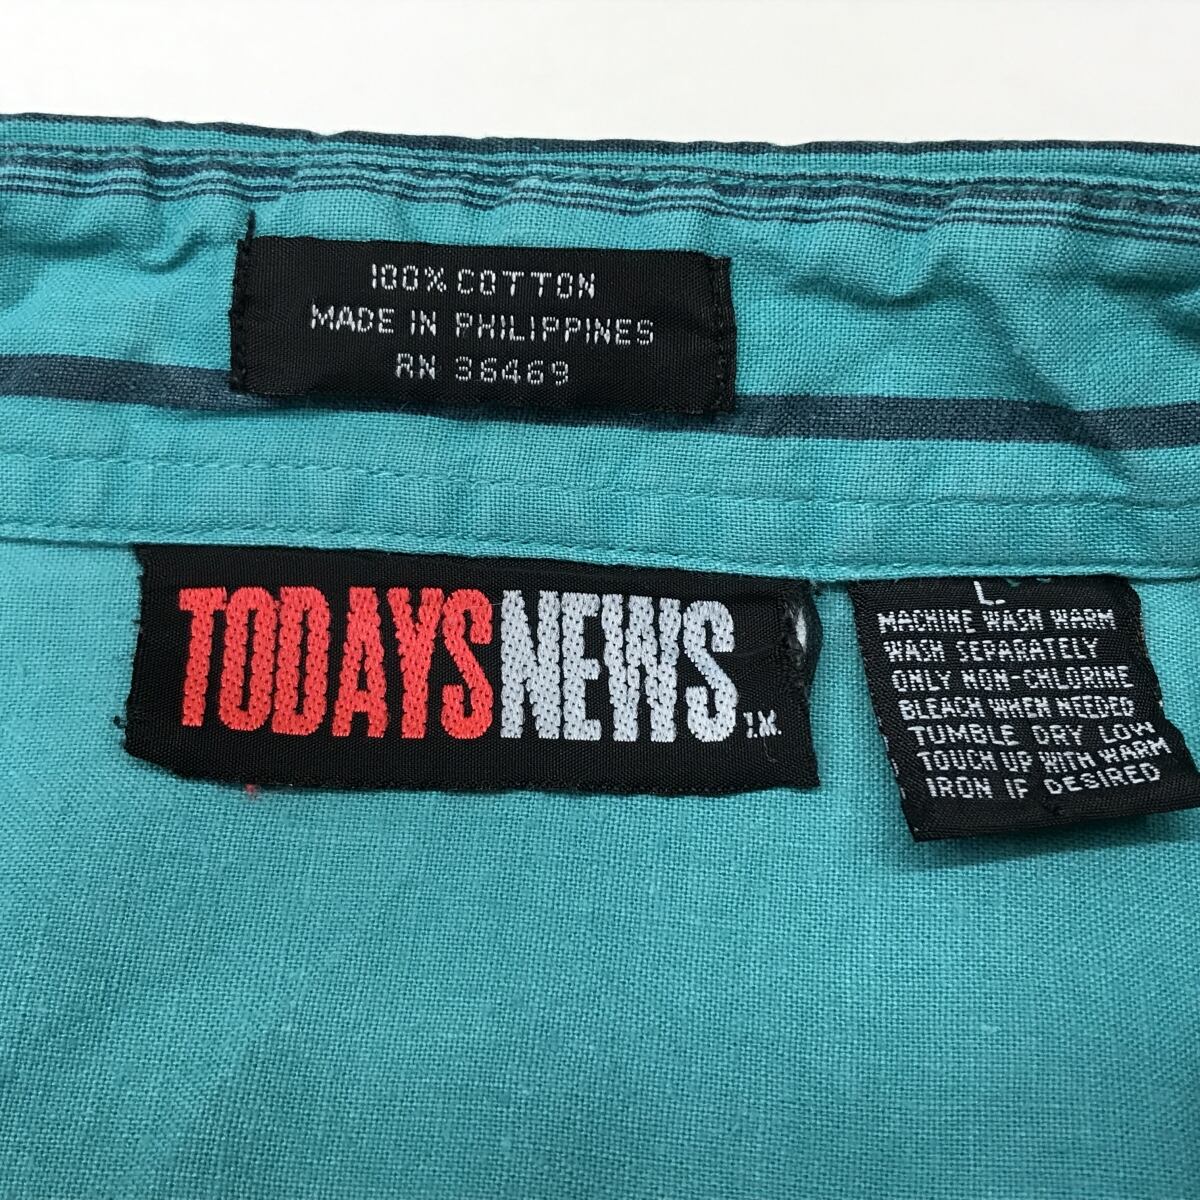 100% COTTON
MADE IN PHILIPPINES
RN 36469
TODAYSNEWS T.M.
L
MACHINE WASH WARM
WASH SEPARATELY
ONLY NON-CHLORINE
BLEACH WHEN NEEDED
TUMBLE DRY LOW
TOUCH UP WITH WARM
IRON IF DESIRED